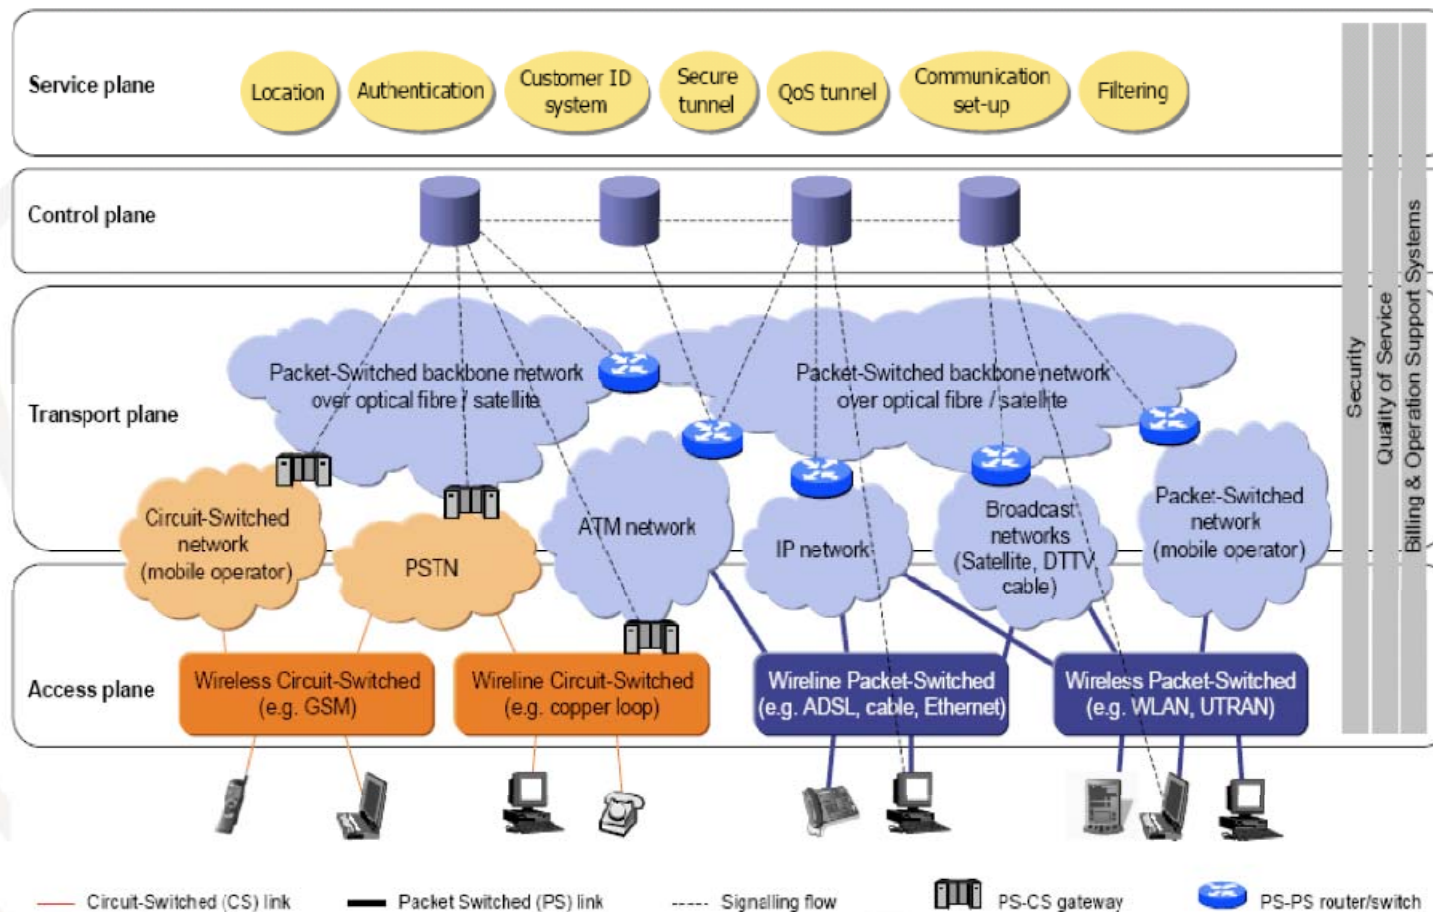 Service plane
Location
Authentication
Customer ID
system
Secure
tunnel
QoS tunnel
Communication
set-up
Filtering
Control plane
Transport plane
Packet-Switched backbone network
over optical fibre / satellite
Packet-Switched backbone network
over optical fibre / satellite
Circuit-Switched
network
(mobile operator)
PSTN
ATM network
IP network
Broadcast
networks
(Satellite, DTTV,
cable)
Packet-Switched
network
(mobile operator)
Access plane
Wireless Circuit-Switched
(e.g. GSM)
Wireline Circuit-Switched
(e.g. copper loop)
Wireline Packet-Switched
(e.g. ADSL, cable, Ethernet)
Wireless Packet-Switched
(e.g. WLAN, UTRAN)
Security
Quality of Service
Billing & Operation Support Systems
Circuit-Switched (CS) link
Packet Switched (PS) link
Signalling flow
PS-CS gateway
PS-PS router/switch